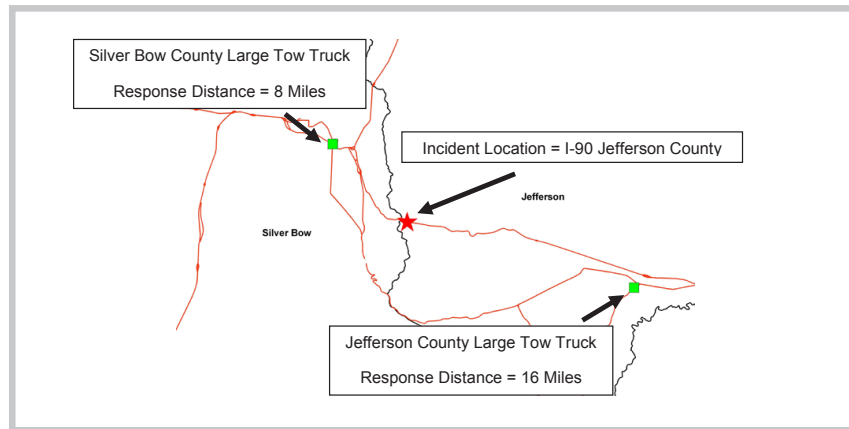 Silver Bow County Large Tow Truck
Response Distance = 8 Miles
Incident Location = I-90 Jefferson County
Jefferson
Silver Bow
Jefferson County Large Tow Truck
Response Distance = 16 Miles